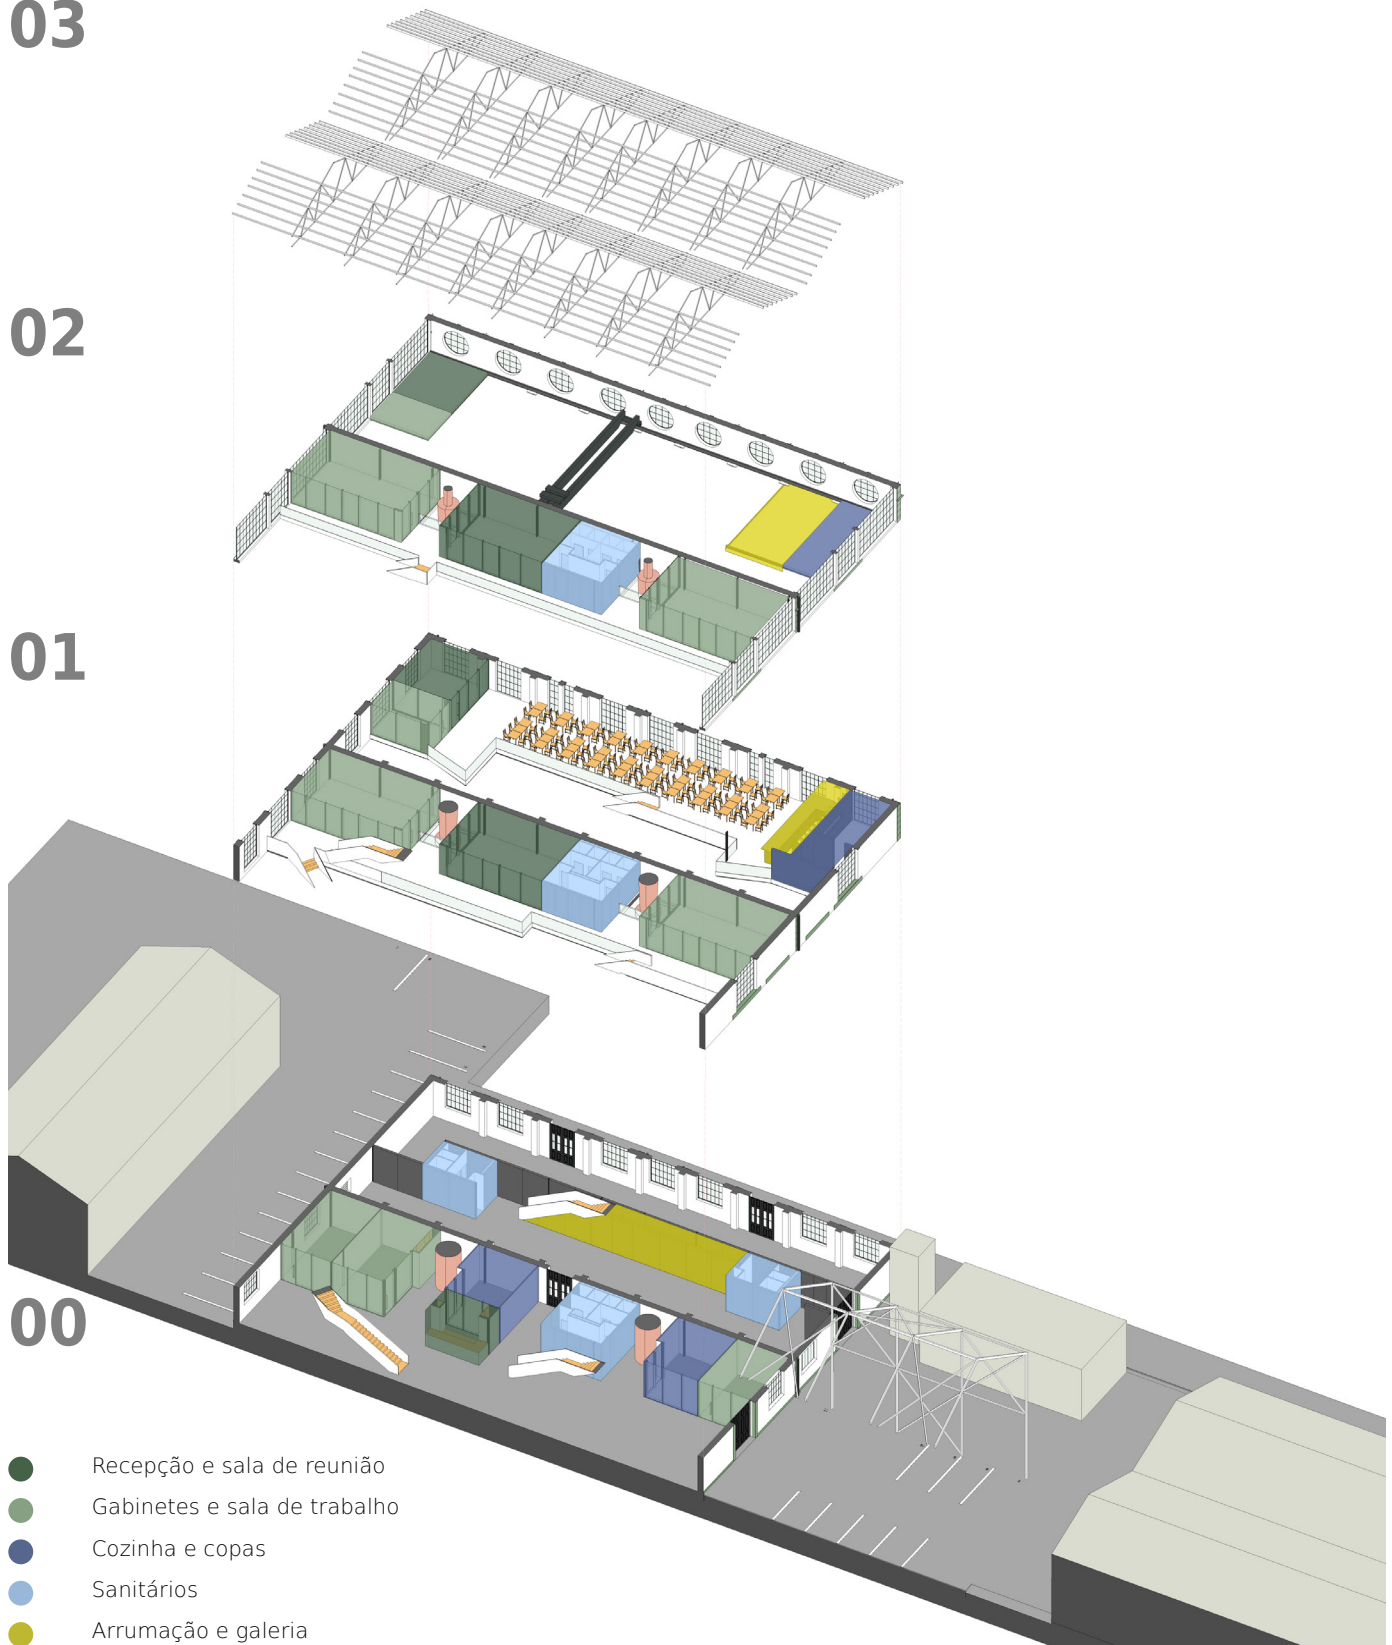 03
02
01
00
Recepção e sala de reunião
Gabinetes e sala de trabalho
Cozinha e copas
Sanitários
Arrumação e galeria